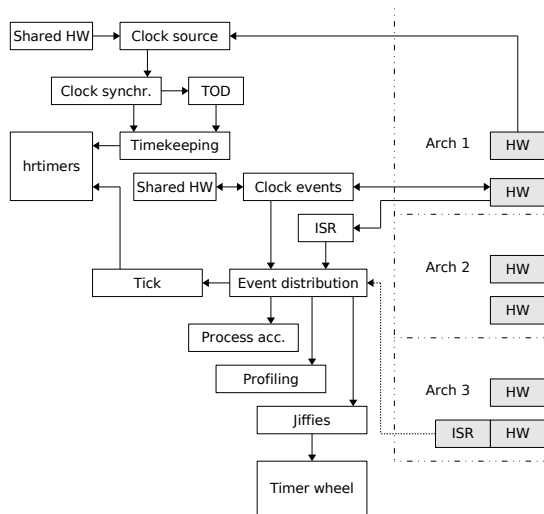 Shared HW
Clock source
Clock synchr.
TOD
Timekeeping
Arch 1
HW
hrtimers
Shared HW
Clock events
HW
ISR
Arch 2
HW
Tick
Event distribution
HW
Process acc.
Profiling
Arch 3
HW
Jiffies
ISR
HW
Timer wheel